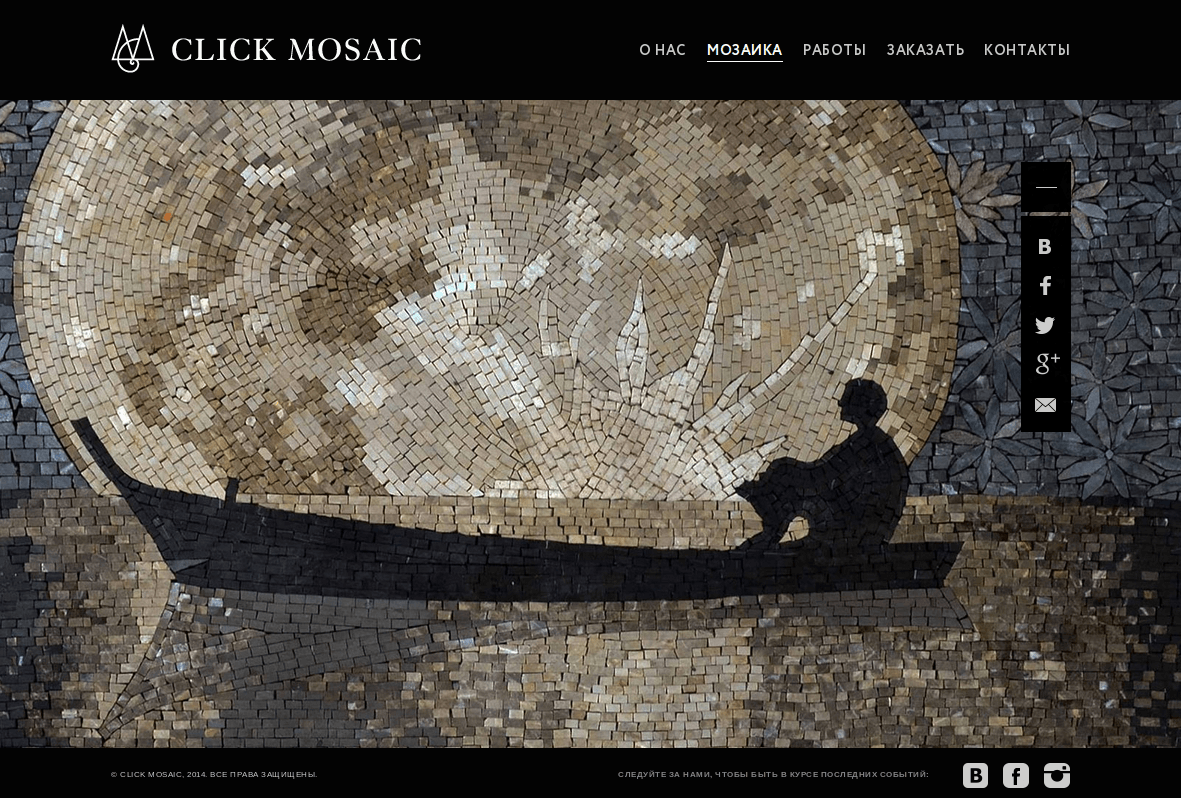 CLICK MOSAIC
О НАС МОЗАИКА РАБОТЫ ЗАКАЗАТЬ КОНТАКТЫ
B
f
g+
© CLICK MOSAIC, 2014. ВСЕ ПРАВА ЗАЩИЩЕНЫ.
СЛЕДУЙТЕ ЗА НАМИ, ЧТОБЫ БЫТЬ В КУРСЕ ПОСЛЕДНИХ СОБЫТИЙ: B f